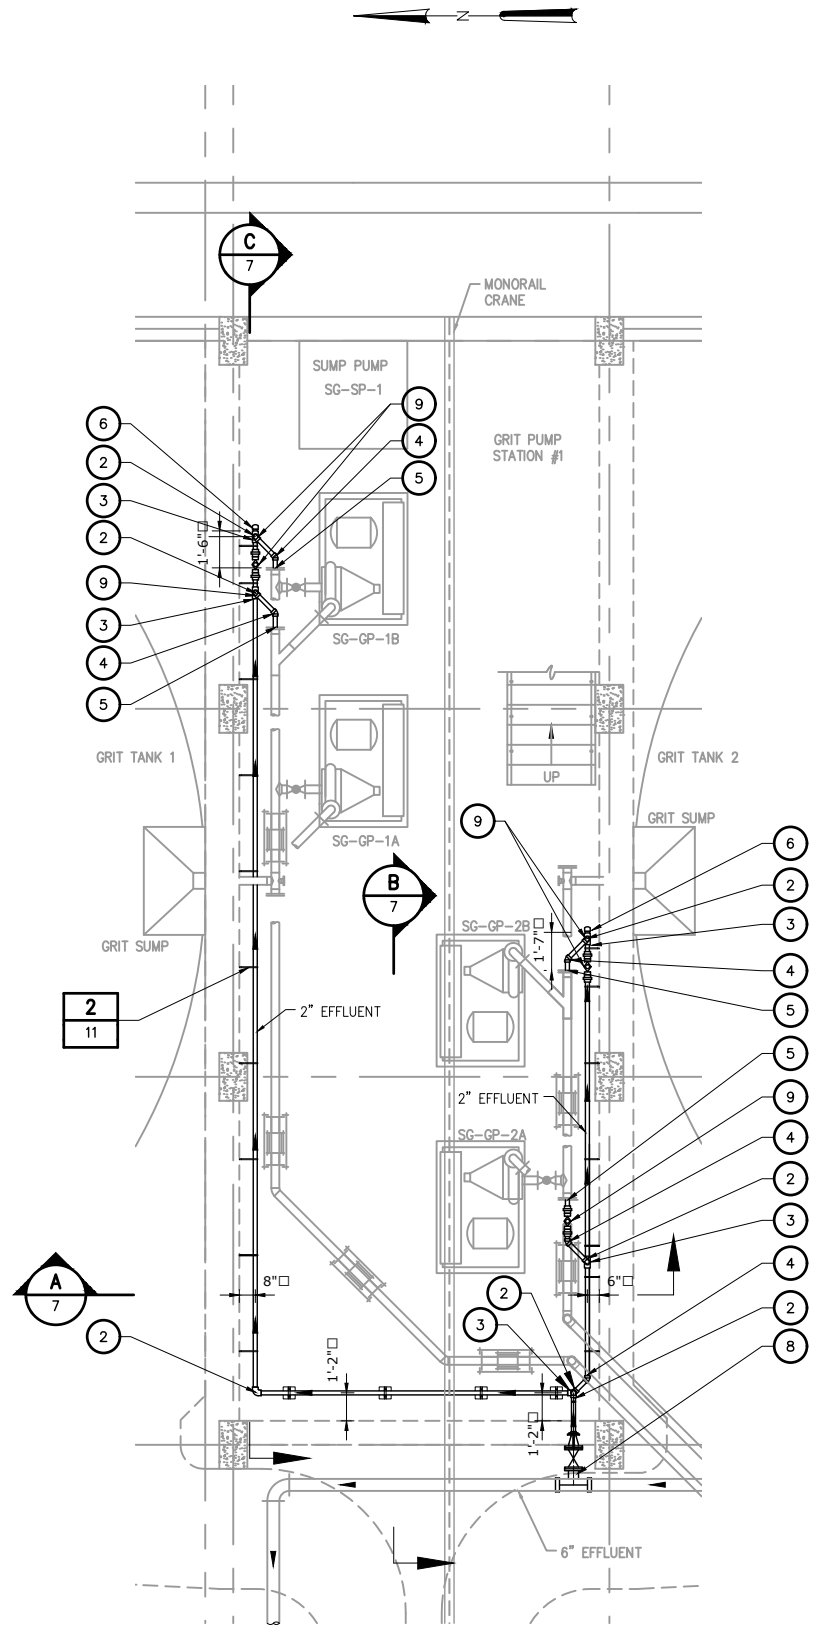 N
C
7
MONORAIL
CRANE
SUMP PUMP
SG-SP-1
9
4
5
GRIT PUMP
STATION #1
6
2
3
2
9
3
4
5
1'-6"□
SG-GP-1B
GRIT TANK 1
GRIT TANK 2
UP
SG-GP-1A
GRIT SUMP
9
6
2
3
4
5
B
7
SG-GP-2B
1'-7"□
GRIT SUMP
2
11
2" EFFLUENT
5
9
4
2
3
4
2
8
2" EFFLUENT
SG-GP-2A
A
7
8"□
6"□
2
3
2
1'-2"□
1'-2"□
6" EFFLUENT